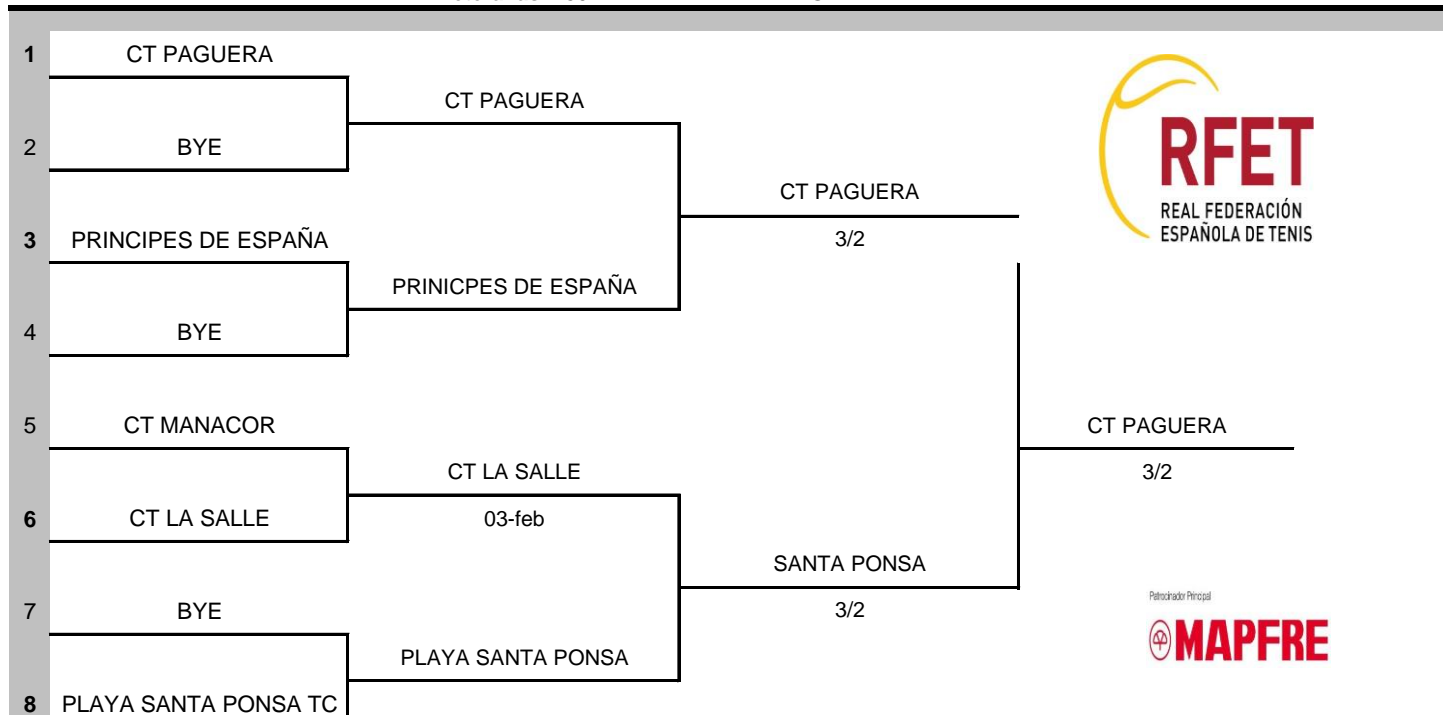 1 CT PAGUERA
CT PAGUERA
2 BYE
CT PAGUERA
3/2
3 PRINCIPES DE ESPAÑA
PRINICPES DE ESPAÑA
4 BYE
5 CT MANACOR
CT PAGUERA
3/2
CT LA SALLE
03-feb
6 CT LA SALLE
SANTA PONSA
3/2
7 BYE
PLAYA SANTA PONSA
8 PLAYA SANTA PONSA TC
RFET
REAL FEDERACIÓN
ESPAÑOLA DE TENIS
Patrocinador Principal
MAPFRE